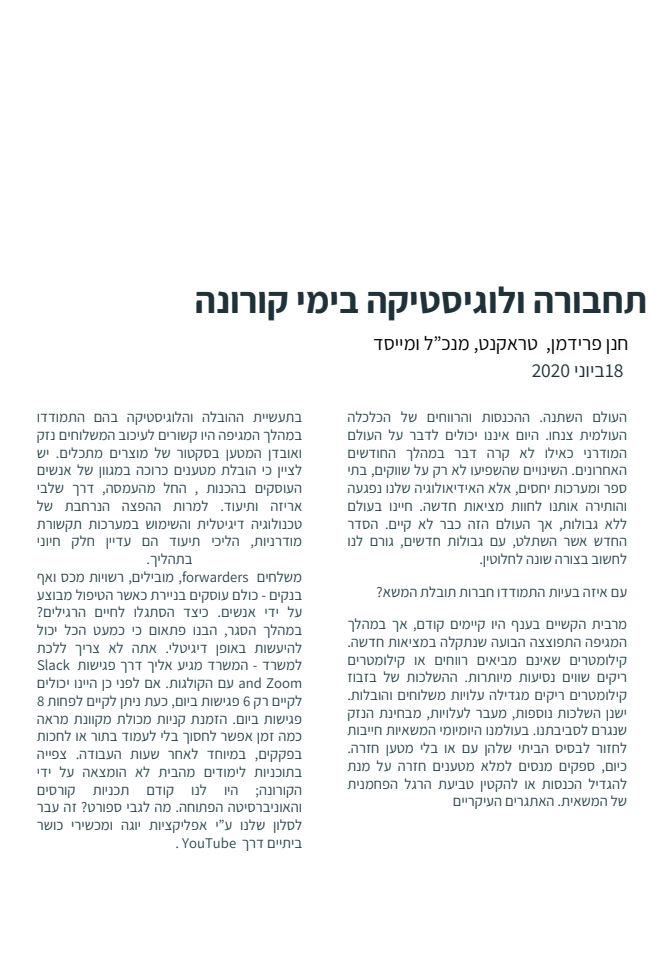 תחבורה ולוגיסטיקה בימי קורונה
חנן פרידמן, טראקנט, מנכ”ל ומייסד
18ביוני 2020
העולם השתנה. ההכנסות והרווחים של הכלכלה
העולמית צנחו. היום איננו יכולים לדבר על העולם
המודרני כאילו לא קרה דבר במהלך החודשים
האחרונים. השינויים שהשפיעו לא רק על שווקים, בתי
ספר ומערכות יחסים, אלא האידיאולוגיה שלנו נפגעה
והותירה אותנו לחוות מציאות חדשה. חיינו בעולם
ללא גבולות, אך העולם הזה כבר לא קיים. הסדר
החדש אשר השתלט, עם גבולות חדשים, גורם לנו
לחשוב בצורה שונה לחלוטין.
עם איזה בעיות התמודדו חברות תובלת המשא?
מרבית הקשיים בענף היו קיימים קודם, אך במהלך
המגיפה התפוצצה הבועה שנתקלה במציאות חדשה.
קילומטרים שאינם מביאים רווחים או קילומטרים
ריקים שווים נסיעות מיותרות. ההשלכות של בזבוז
קילומטרים ריקים מגדילה עלויות משלוחים והובלות.
ישנן השלכות נוספות, מעבר לעלויות, מבחינת הנזק
שנגרם לסביבתנו. בעולמנו היומיומי המשאיות חייבות
לחזור לבסיס הביתי שלהן עם או בלי מטען חזרה.
כיום, ספקים מנסים למלא מטענים חזרה על מנת
להגדיל הכנסות או להקטין טביעת הרגל הפחמנית
של המשאית. האתגרים העיקריים
בתעשיית ההובלה והלוגיסטיקה בהם התמודדו
במהלך המגיפה היו קשורים לעיכוב המשלוחים נזק
ואובדן המטען בסקטור של מוצרים מתכלים. יש
לציין כי הובלת מטענים כרוכה במגוון של אנשים
העוסקים בהכנות , החל מהעמסה, דרך שלבי
אריזה ותיעוד. למרות ההפצה הנרחבת של
טכנולוגיה דיגיטלית והשימוש במערכות תקשורת
מודרניות, הליכי תיעוד הם עדיין חלק חיוני
בתהליך.
משלחים forwarders, מובילים, רשויות מכס ואף
בנקים - כולם עוסקים בניירת כאשר הטיפול מבוצע
על ידי אנשים. כיצד הסתגלו לחיים הרגילים?
במהלך הסגר, הבנו פתאום כי כמעט הכל יכול
להיעשות באופן דיגיטלי. אתה לא צריך ללכת
למשרד - המשרד מגיע אליך דרך פגישות Slack
and Zoom עם הקולגות. אם לפני כן היינו יכולים
לקיים רק 6 פגישות ביום, כעת ניתן לקיים לפחות 8
פגישות ביום. הזמנת קניות מכולת מקוונת מראה
כמה זמן אפשר לחסוך בלי לעמוד בתור או לחכות
בפקקים, במיוחד לאחר שעות העבודה. צפייה
בתוכניות לימודים מהבית לא הומצאה על ידי
הקורונה; היו לנו קודם תכניות קורסים
והאוניברסיטה הפתוחה. מה לגבי ספורט? זה עבר
לסלון שלנו ע”י אפליקציות יוגה ומכשירי כושר
ביתיים דרך YouTube .